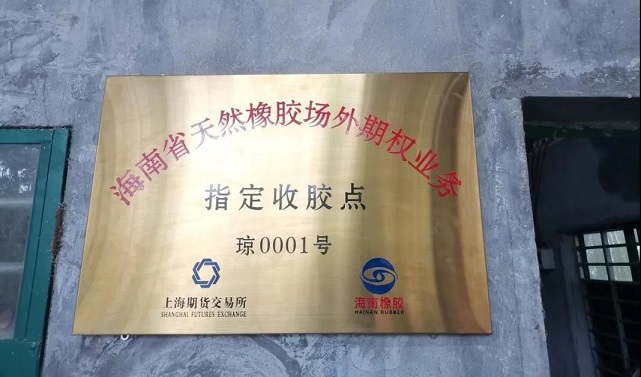 海南省天然橡胶场外期权业务
指定收胶点
琼0001号
上海期货交易所
SHANGHAI FUTURES EXCHANGE
海南橡胶
HAINAN RUBBER